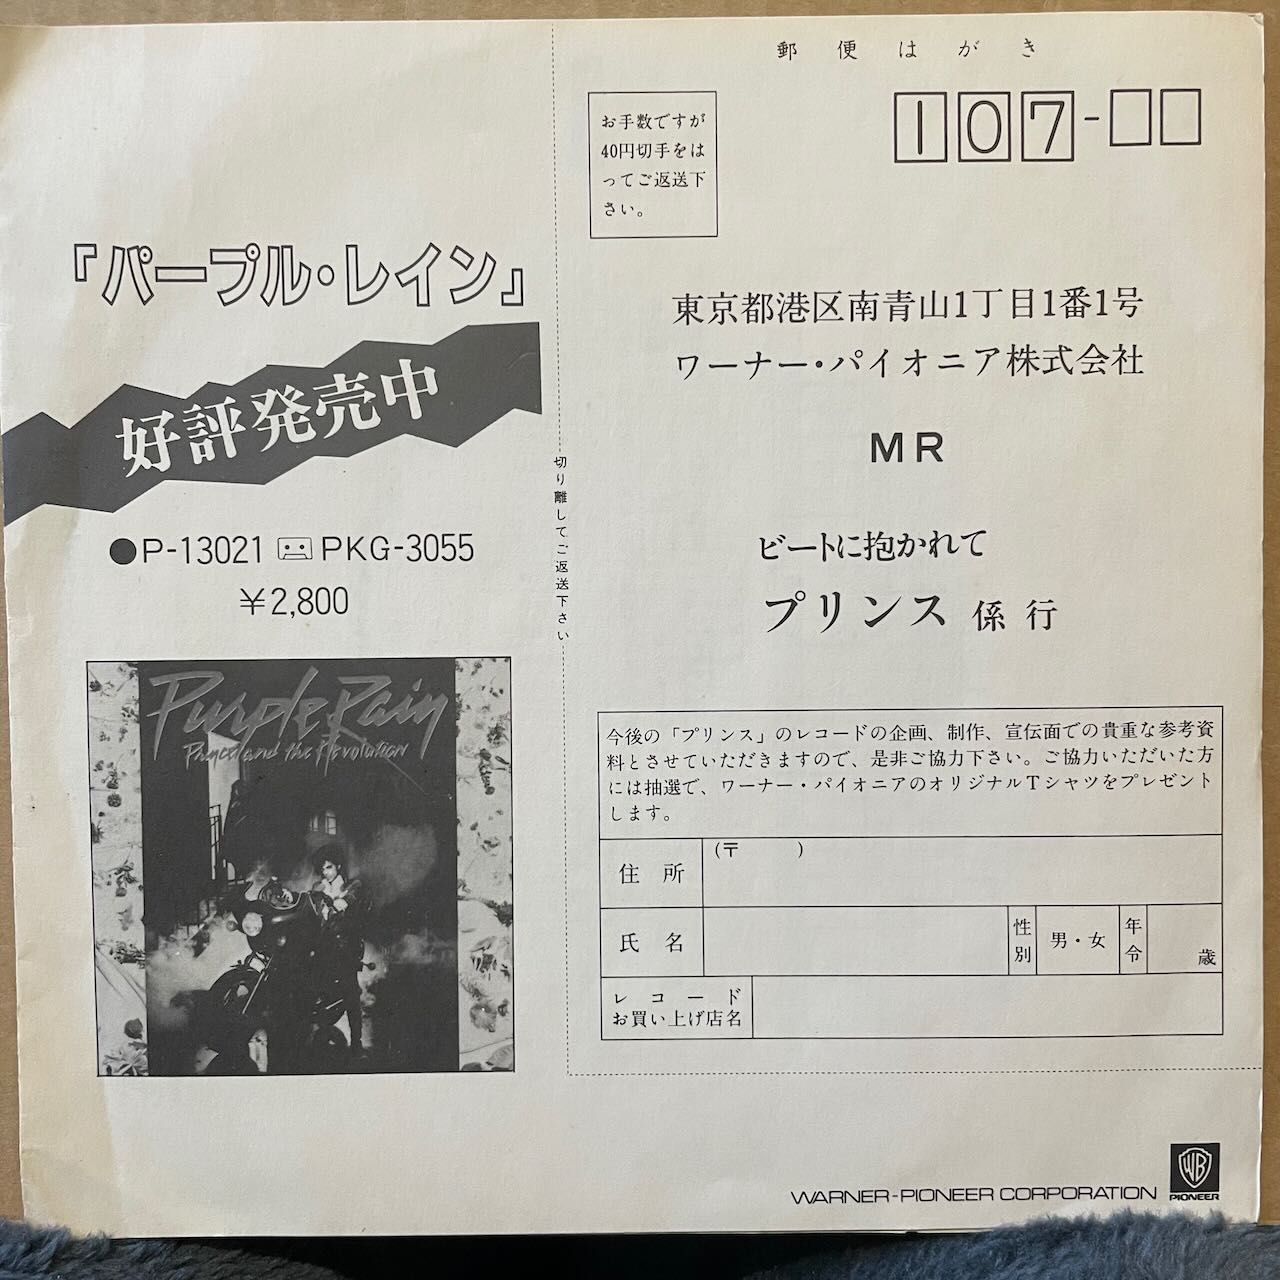 『パープル・レイン』
好評発売中
●P-13021 PKG-3055
¥2,800
Purple Rain
Prince and the Revolution
切り離してご返送下さい
郵便はがき
107-
お手数ですが
40円切手をは
ってご返送下
さい。
東京都港区南青山1丁目1番1号
ワーナー・パイオニア株式会社
MR
ビートに抱かれて
プリンス 係 行
今後の「プリンス」のレコードの企画、制作、宣伝面での貴重な参考資
料とさせていただきますので、是非ご協力下さい。ご協力いただいた方
には抽選で、ワーナー・パイオニアのオリジナルTシャツをプレゼント
します。
住所
(〒 )
氏名
性別
男・女
年令
歳
レコード
お買い上げ店名
WARNER-PIONEER CORPORATION
WB
PIONEER